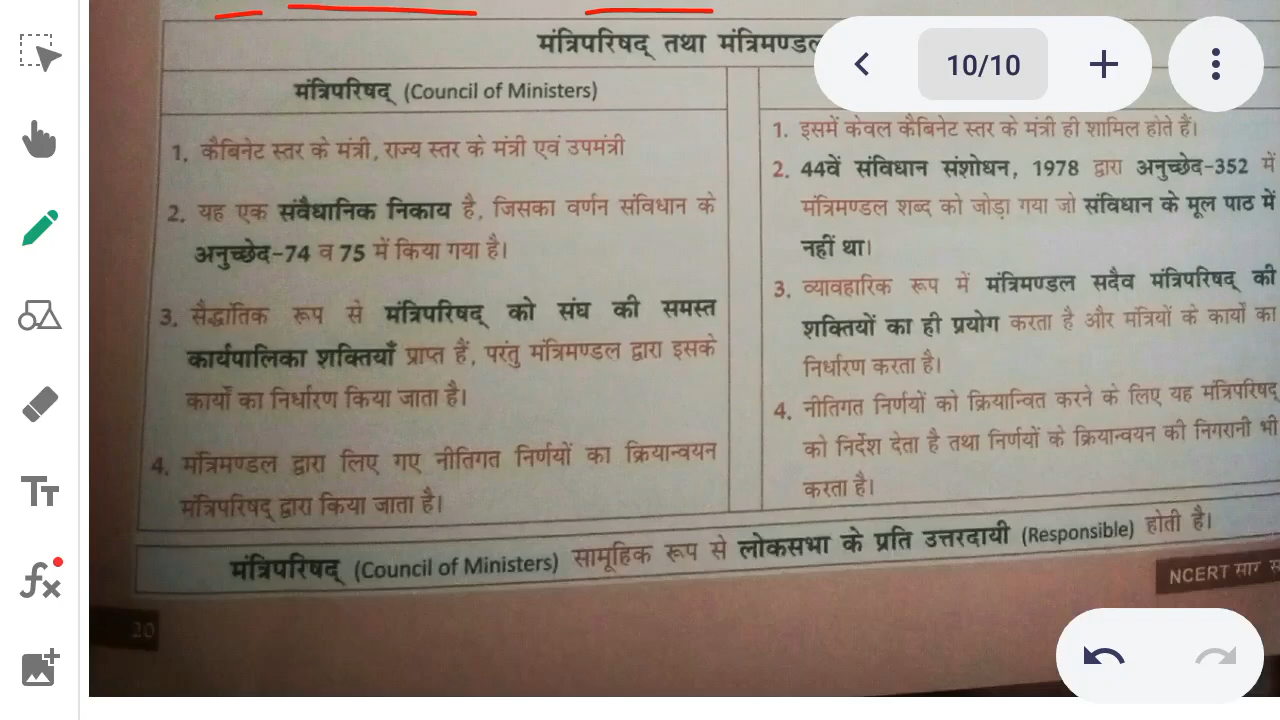 मंत्रिपरिषद् तथा मंत्रिमण्डल
10/10
मंत्रिपरिषद् (Council of Ministers)
1. कैबिनेट स्तर के मंत्री, राज्य स्तर के मंत्री एवं उपमंत्री
2. यह एक संवैधानिक निकाय है, जिसका वर्णन संविधान के
अनुच्छेद-74 व 75 में किया गया है।
3. सैद्धांतिक रूप से मंत्रिपरिषद् को संघ की समस्त
कार्यपालिका शक्तियाँ प्राप्त हैं, परंतु मंत्रिमण्डल द्वारा इसके
कार्यों का निर्धारण किया जाता है।
4. मंत्रिमण्डल द्वारा लिए गए नीतिगत निर्णयों का क्रियान्वयन
मंत्रिपरिषद् द्वारा किया जाता है।
1. इसमें केवल कैबिनेट स्तर के मंत्री ही शामिल होते हैं।
2. 44वें संविधान संशोधन, 1978 द्वारा अनुच्छेद-352 में
मंत्रिमण्डल शब्द को जोड़ा गया जो संविधान के मूल पाठ में
नहीं था।
3. व्यावहारिक रूप में मंत्रिमण्डल सदैव मंत्रिपरिषद् की
शक्तियों का ही प्रयोग करता है और मंत्रियों के कार्यों का
निर्धारण करता है।
4. नीतिगत निर्णयों को क्रियान्वित करने के लिए यह मंत्रिपरिषद्
को निर्देश देता है तथा निर्णयों के क्रियान्वयन की निगरानी भी
करता है।
मंत्रिपरिषद् (Council of Ministers) सामूहिक रूप से लोकसभा के प्रति उत्तरदायी (Responsible) होती है।
20
NCERT सार
TT
fx